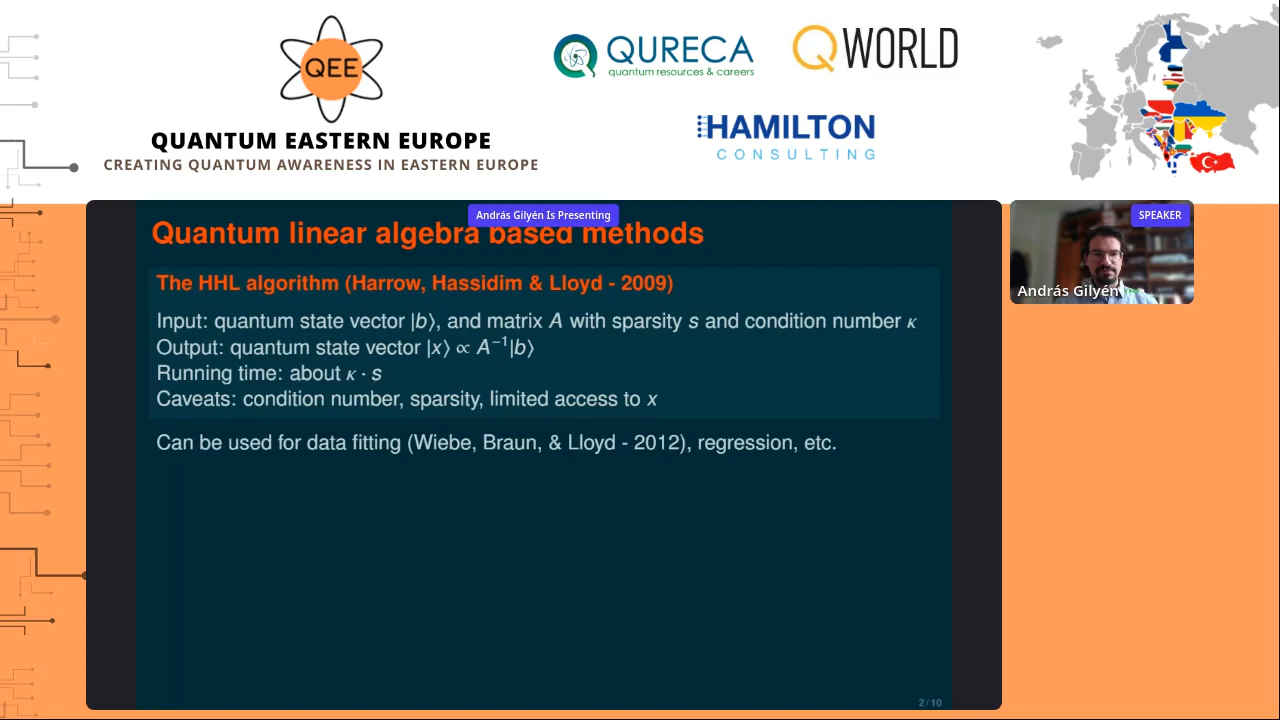 QEE
QUANTUM EASTERN EUROPE
CREATING QUANTUM AWARENESS IN EASTERN EUROPE
QURECA
quantum resources & careers
QWORLD
HAMILTON
CONSULTING
András Gilyén Is Presenting
SPEAKER
András Gilyén
Quantum linear algebra based methods
The HHL algorithm (Harrow, Hassidim & Lloyd - 2009)
Input: quantum state vector |b⟩, and matrix A with sparsity s and condition number κ
Output: quantum state vector |x⟩ ∝ A⁻¹|b⟩
Running time: about κ · s
Caveats: condition number, sparsity, limited access to x
Can be used for data fitting (Wiebe, Braun, & Lloyd - 2012), regression, etc.
2/10